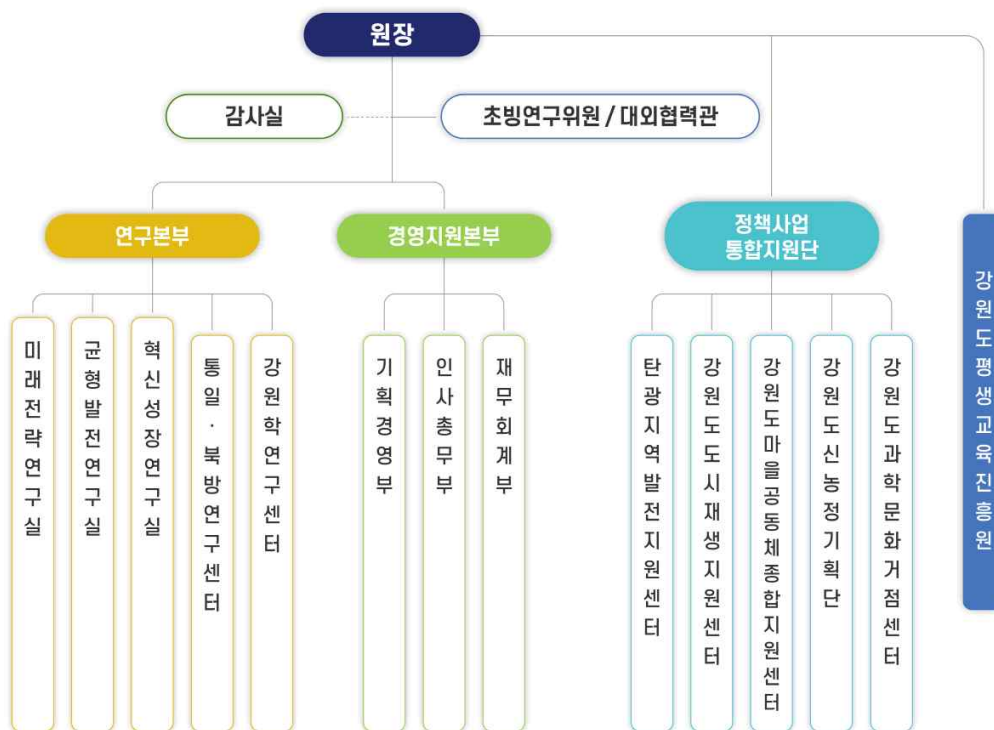 원장
감사실
초빙연구위원 / 대외협력관
연구본부
경영지원본부
정책사업
통합지원단
강원도평생교육진흥원
미래전략연구실
균형발전연구실
혁신성장연구실
통일·북방연구센터
강원학연구센터
기획경영부
인사총무부
재무회계부
탄광지역발전지원센터
강원도도시재생지원센터
강원도마을공동체종합지원센터
강원도신농정기획단
강원도과학문화거점센터